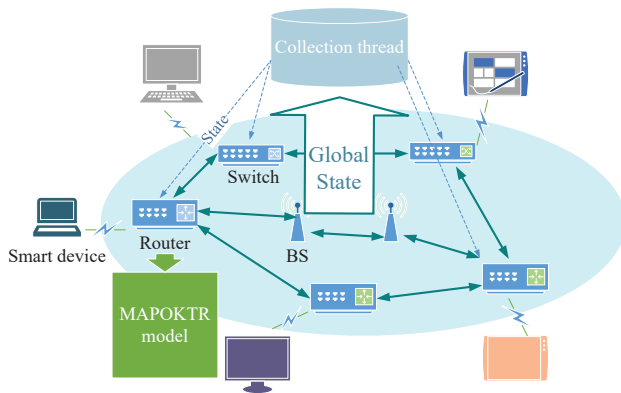 Collection thread
State
Global
State
Switch
Router
BS
Smart device
MAPOKTR
model